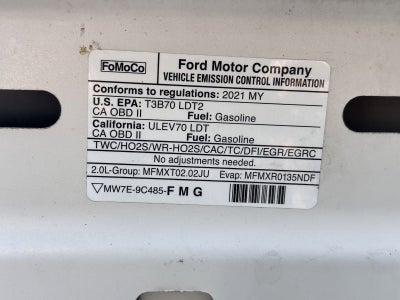 FoMoCo
Ford Motor Company
VEHICLE EMISSION CONTROL INFORMATION
Conforms to regulations: 2021 MY
U.S. EPA: T3B70 LDT2
CA OBD II Fuel: Gasoline
California: ULEV70 LDT
CA OBD II Fuel: Gasoline
TWC/HO2S/WR-HO2S/CAC/TC/DFI/EGR/EGRC
No adjustments needed.
2.0L-Group: MFMXT02.02JU Evap: MFMXR0135NDF
MW7E-9C485-FMG